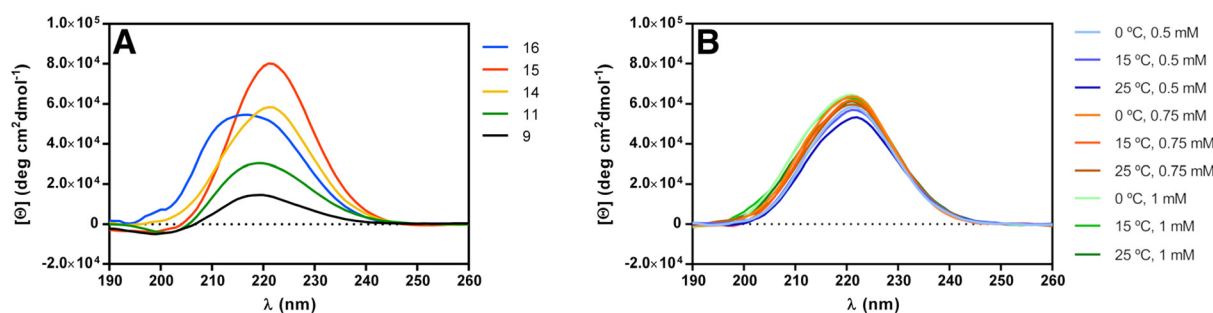 A
[Θ] (deg cm²dmol⁻¹)
1.0×10⁵
8.0×10⁴
6.0×10⁴
4.0×10⁴
2.0×10⁴
0
-2.0×10⁴
190 200 210 220 230 240 250 260
λ (nm)
16
15
14
11
9
B
[Θ] (deg cm²dmol⁻¹)
1.0×10⁵
8.0×10⁴
6.0×10⁴
4.0×10⁴
2.0×10⁴
0
-2.0×10⁴
190 200 210 220 230 240 250 260
λ (nm)
0 ºC, 0.5 mM
15 ºC, 0.5 mM
25 ºC, 0.5 mM
0 ºC, 0.75 mM
15 ºC, 0.75 mM
25 ºC, 0.75 mM
0 ºC, 1 mM
15 ºC, 1 mM
25 ºC, 1 mM